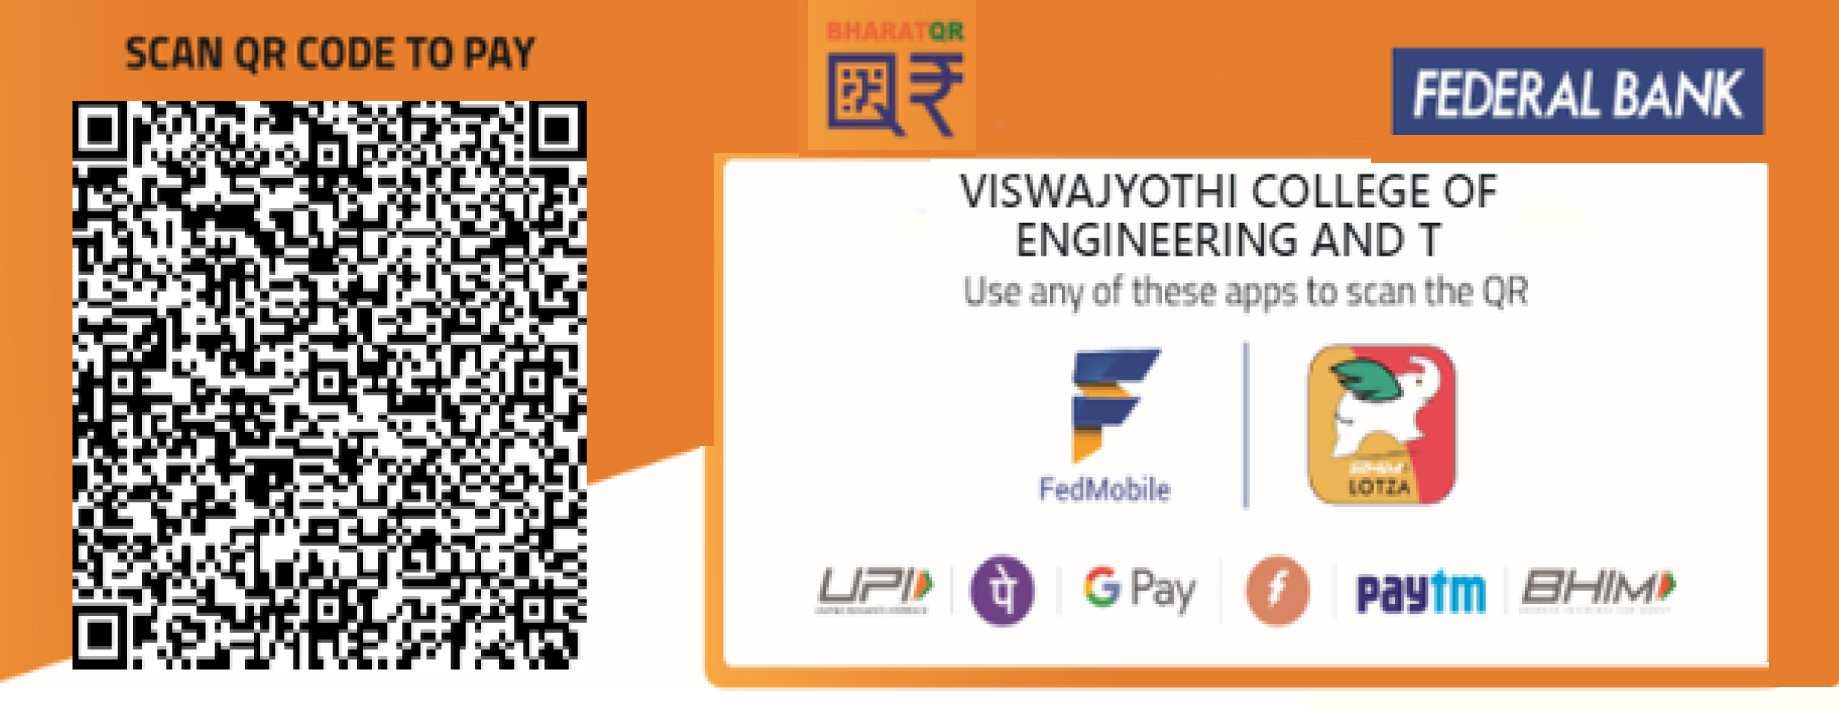 SCAN QR CODE TO PAY
BHARATQR
FEDERAL BANK
VISWAJYOTHI COLLEGE OF
ENGINEERING AND T
Use any of these apps to scan the QR
FedMobile
LOTZA
UPI
पे
G Pay
paytm
BHIM